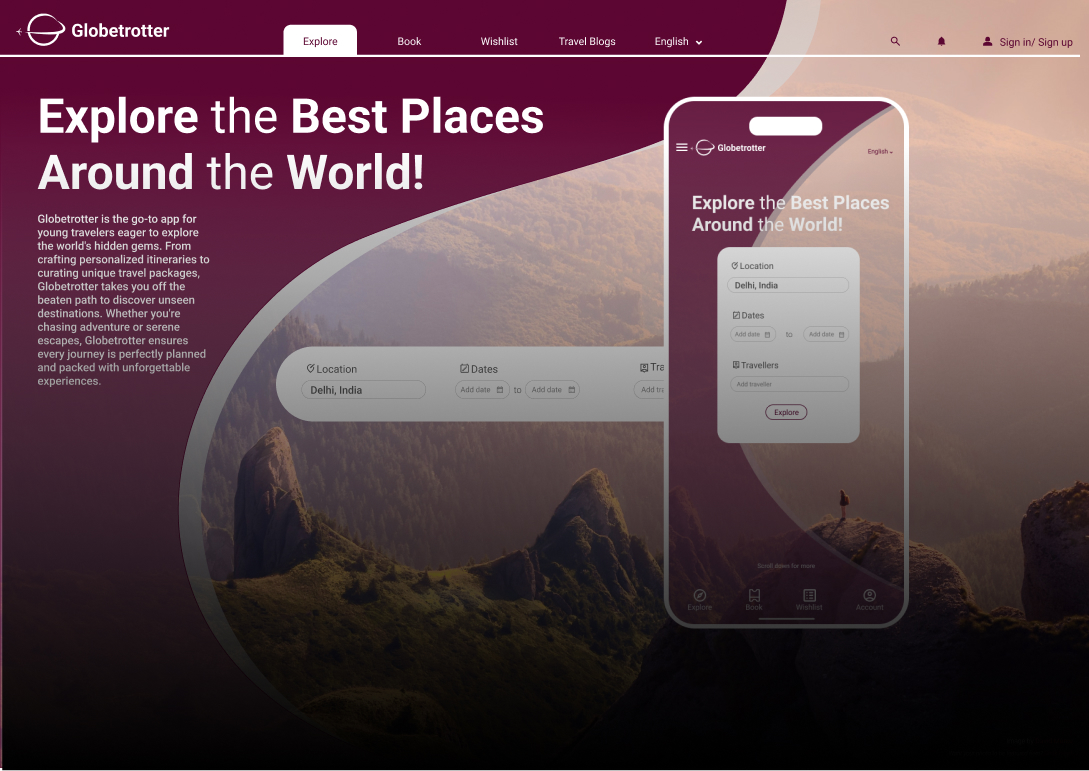 Globetrotter
Explore
Book
Wishlist
Travel Blogs
English
Sign in/ Sign up
Explore the Best Places
Around the World!
Globetrotter is the go-to app for
young travelers eager to explore
the world's hidden gems. From
crafting personalized itineraries to
curating unique travel packages,
Globetrotter takes you off the
beaten path to discover unseen
destinations. Whether you're
chasing adventure or serene
escapes, Globetrotter ensures
every journey is perfectly planned
and packed with unforgettable
experiences.
Location
Delhi, India
Dates
Add date to Add date
Tra
Add tra
Globetrotter
English
Explore the Best Places
Around the World!
Location
Delhi, India
Dates
Add date to Add date
Travellers
Add traveller
Explore
Scroll down for more
Explore
Book
Wishlist
Account